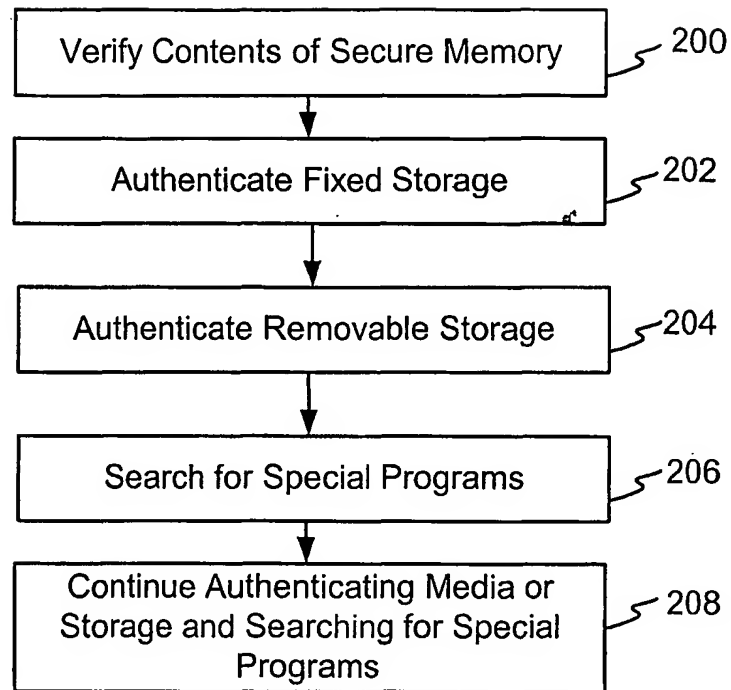 Verify Contents of Secure Memory
200
Authenticate Fixed Storage
202
Authenticate Removable Storage
204
Search for Special Programs
206
Continue Authenticating Media or
Storage and Searching for Special
Programs
208